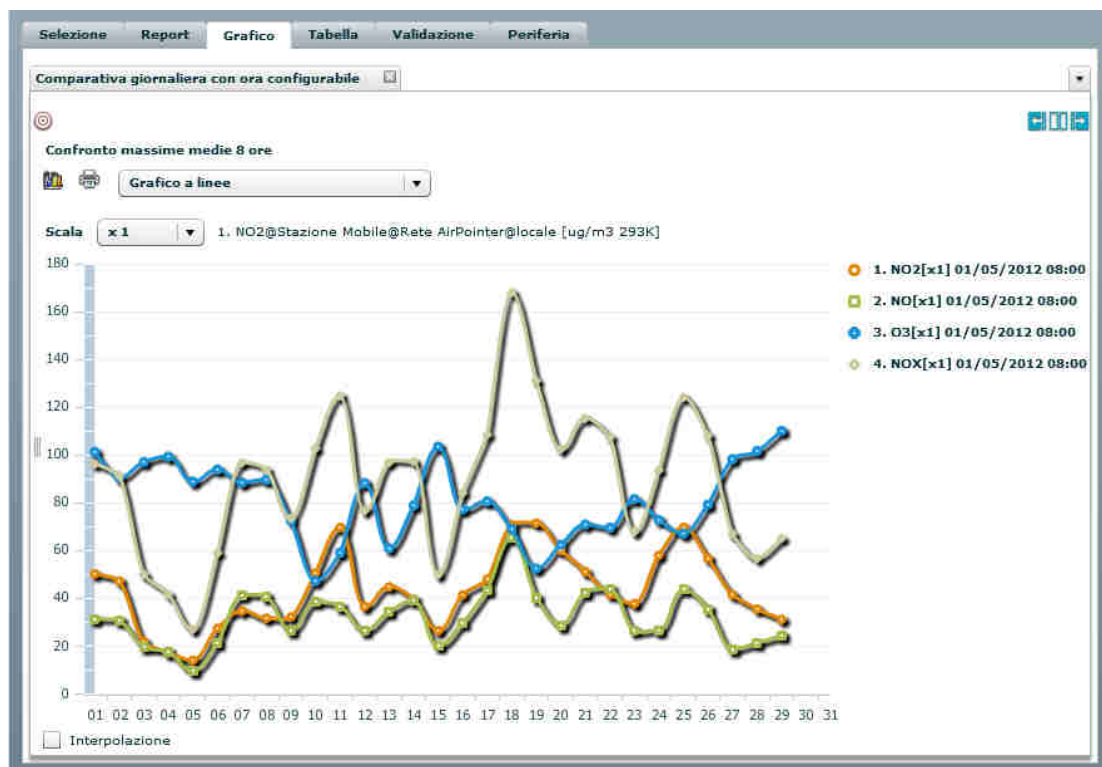 Selezione Report Grafico Tabella Validazione Periferia
Comparativa giornaliera con ora configurabile
Confronto massime medie 8 ore
Grafico a linee
Scala x 1 1. NO2@Stazione Mobile@Rete AirPointer@locale [ug/m3 293K]
180
160
140
120
100
80
60
40
20
0
1. NO2[x1] 01/05/2012 08:00
2. NO[x1] 01/05/2012 08:00
3. O3[x1] 01/05/2012 08:00
4. NOX[x1] 01/05/2012 08:00
01 02 03 04 05 06 07 08 09 10 11 12 13 14 15 16 17 18 19 20 21 22 23 24 25 26 27 28 29 30 31
Interpolazione